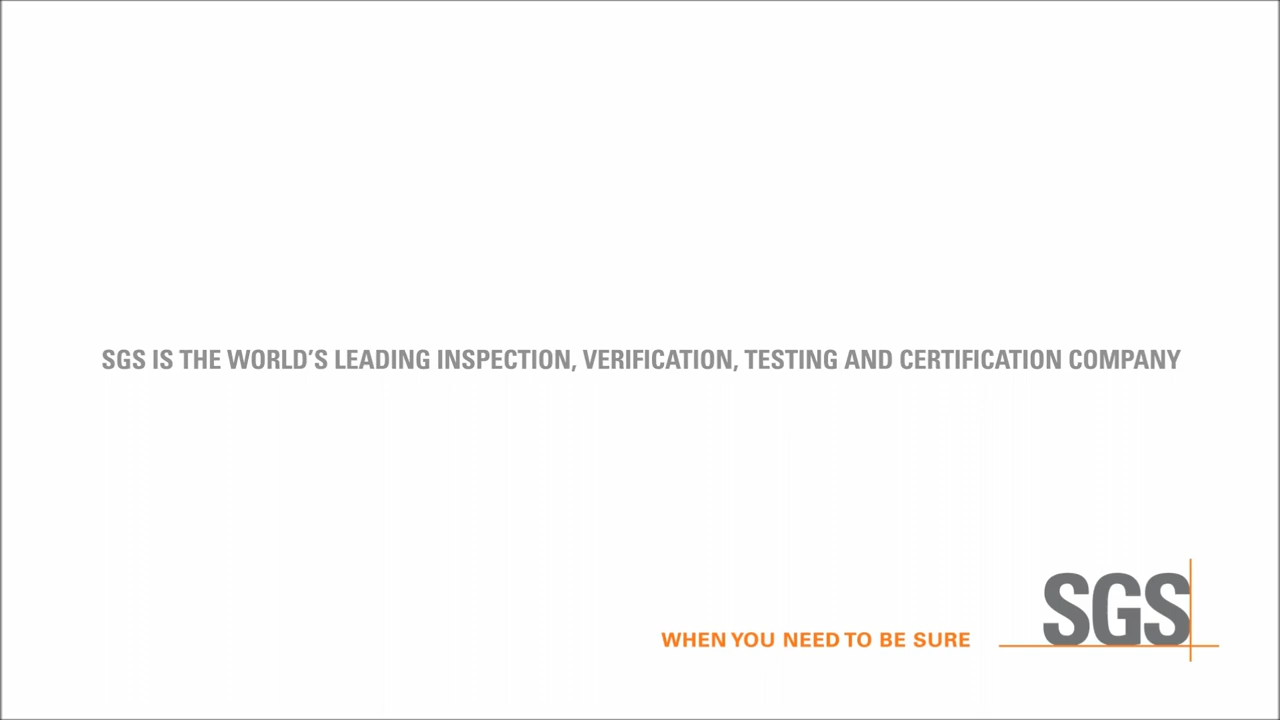 SGS IS THE WORLD’S LEADING INSPECTION, VERIFICATION, TESTING AND CERTIFICATION COMPANY
WHEN YOU NEED TO BE SURE
SGS